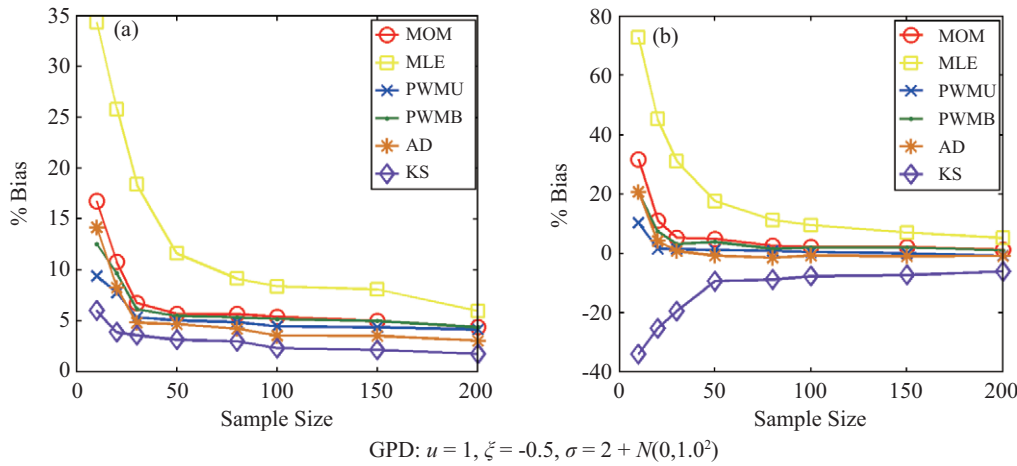 (a)
MOM
MLE
PWMU
PWMB
AD
KS
35
30
25
20
15
10
5
0
% Bias
0 50 100 150 200
Sample Size
(b)
MOM
MLE
PWMU
PWMB
AD
KS
80
60
40
20
0
-20
-40
% Bias
0 50 100 150 200
Sample Size
GPD: u = 1, ξ = -0.5, σ = 2 + N(0,1.0²)